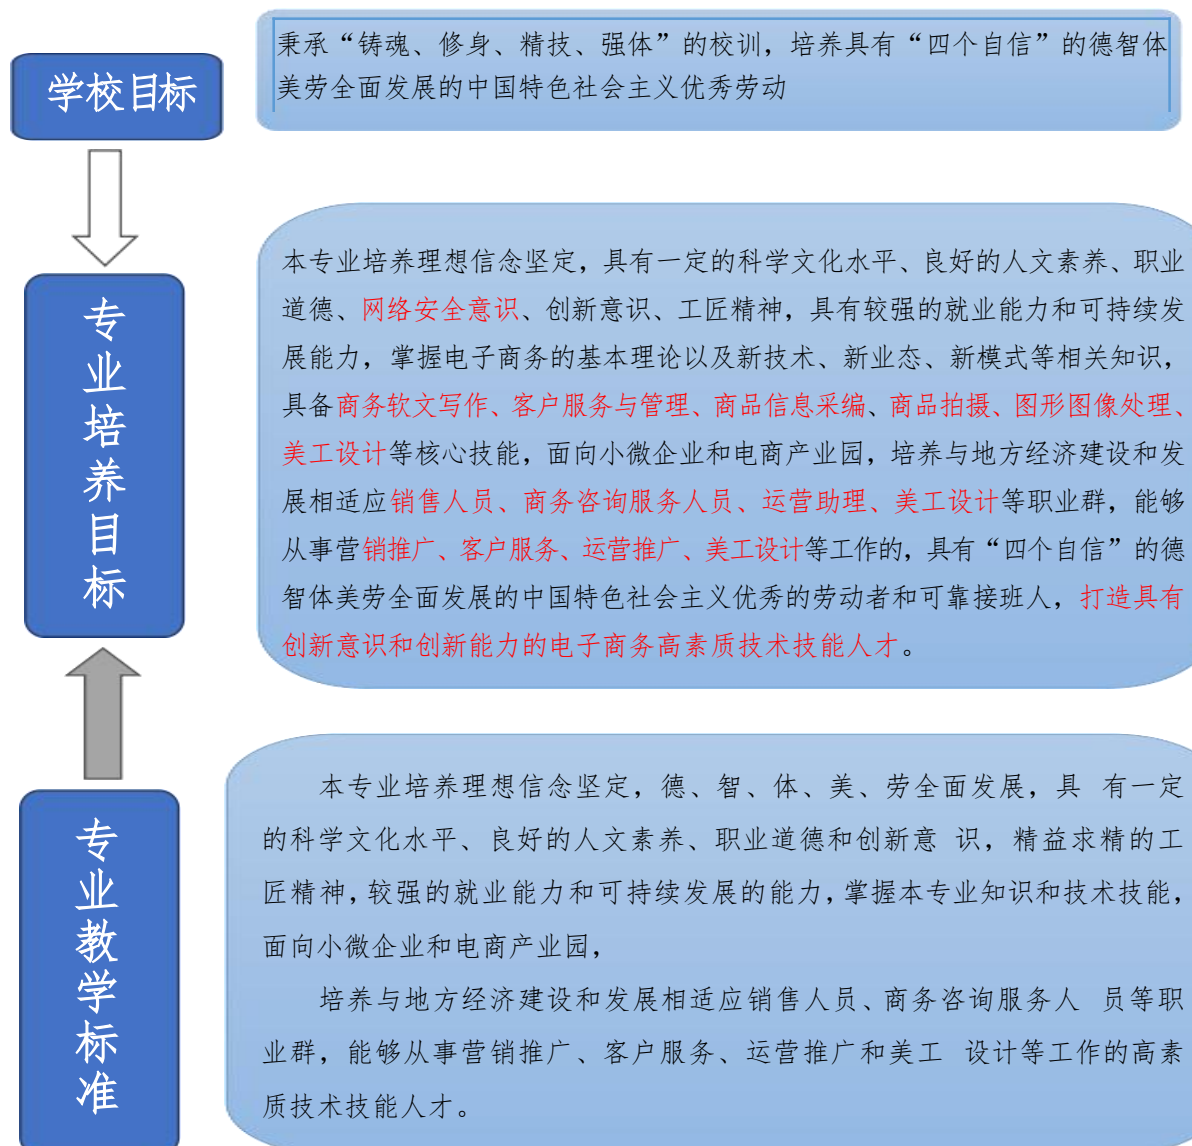 学校目标
秉承“铸魂、修身、精技、强体”的校训，培养具有“四个自信”的德智体
美劳全面发展的中国特色社会主义优秀劳动
专业培养目标
本专业培养理想信念坚定，具有一定的科学文化水平、良好的人文素养、职业
道德、网络安全意识、创新意识、工匠精神，具有较强的就业能力和可持续发
展能力，掌握电子商务的基本理论以及新技术、新业态、新模式等相关知识，
具备商务软文写作、客户服务与管理、商品信息采编、商品拍摄、图形图像处理、
美工设计等核心技能，面向小微企业和电商产业园，培养与地方经济建设和发
展相适应销售人员、商务咨询服务人员、运营助理、美工设计等职业群，能够
从事营销推广、客户服务、运营推广、美工设计等工作的，具有“四个自信”的德
智体美劳全面发展的中国特色社会主义优秀的劳动者和可靠接班人，打造具有
创新意识和创新能力的电子商务高素质技术技能人才。
专业教学标准
本专业培养理想信念坚定，德、智、体、美、劳全面发展，具 有一定
的科学文化水平、良好的人文素养、职业道德和创新意 识，精益求精的工
匠精神，较强的就业能力和可持续发展的能力，掌握本专业知识和技术技能，
面向小微企业和电商产业园，
培养与地方经济建设和发展相适应销售人员、商务咨询服务人 员等职
业群，能够从事营销推广、客户服务、运营推广和美工 设计等工作的高素
质技术技能人才。